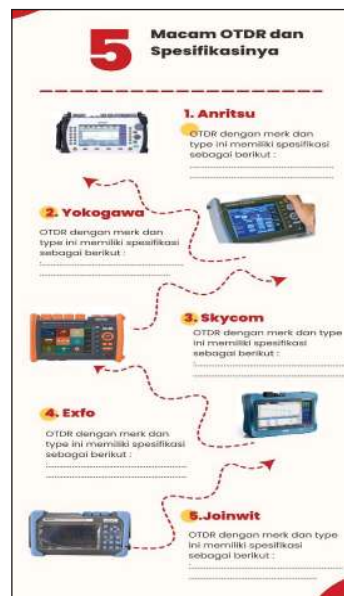 5
Macam OTDR dan
Spesifikasinya
1. Anritsu
OTDR dengan merk dan
type ini memiliki spesifikasi
sebagai berikut :
2. Yokogawa
OTDR dengan merk dan
type ini memiliki spesifikasi
sebagai berikut :
3. Skycom
OTDR dengan merk dan type
ini memiliki spesifikasi
sebagai berikut :
4. Exfo
OTDR dengan merk dan
type ini memiliki spesifikasi
sebagai berikut :
5.Joinwit
OTDR dengan merk dan type
ini memiliki spesifikasi
sebagai berikut :